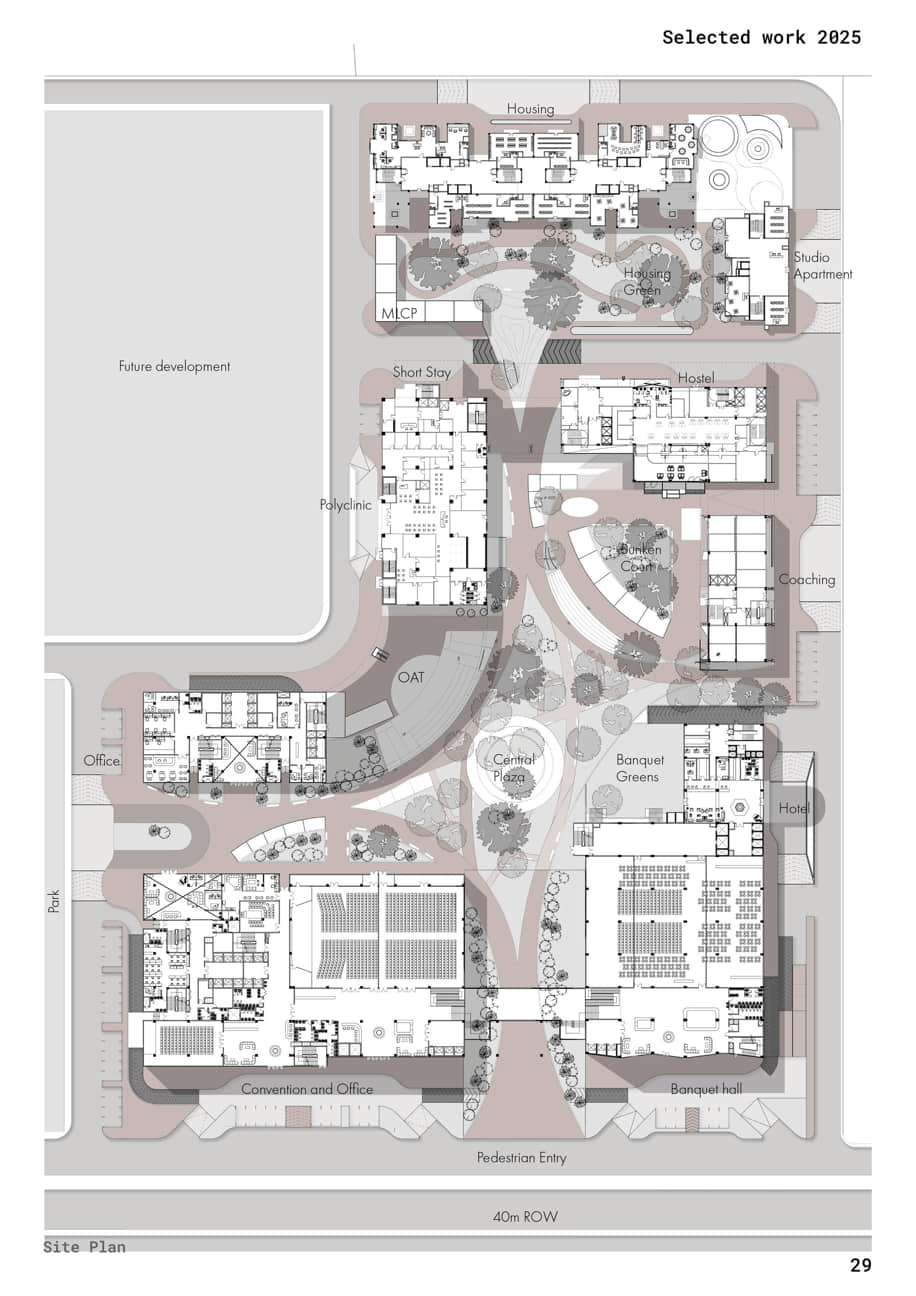 Selected work 2025
Housing
Studio
Apartment
Housing
Green
MLCP
Future development
Short Stay
Hostel
Polyclinic
Bunken
Court
Coaching
OAT
Office
Central
Plaza
Banquet
Greens
Hotel
Park
Convention and Office
Banquet hall
Pedestrian Entry
40m ROW
Site Plan
29